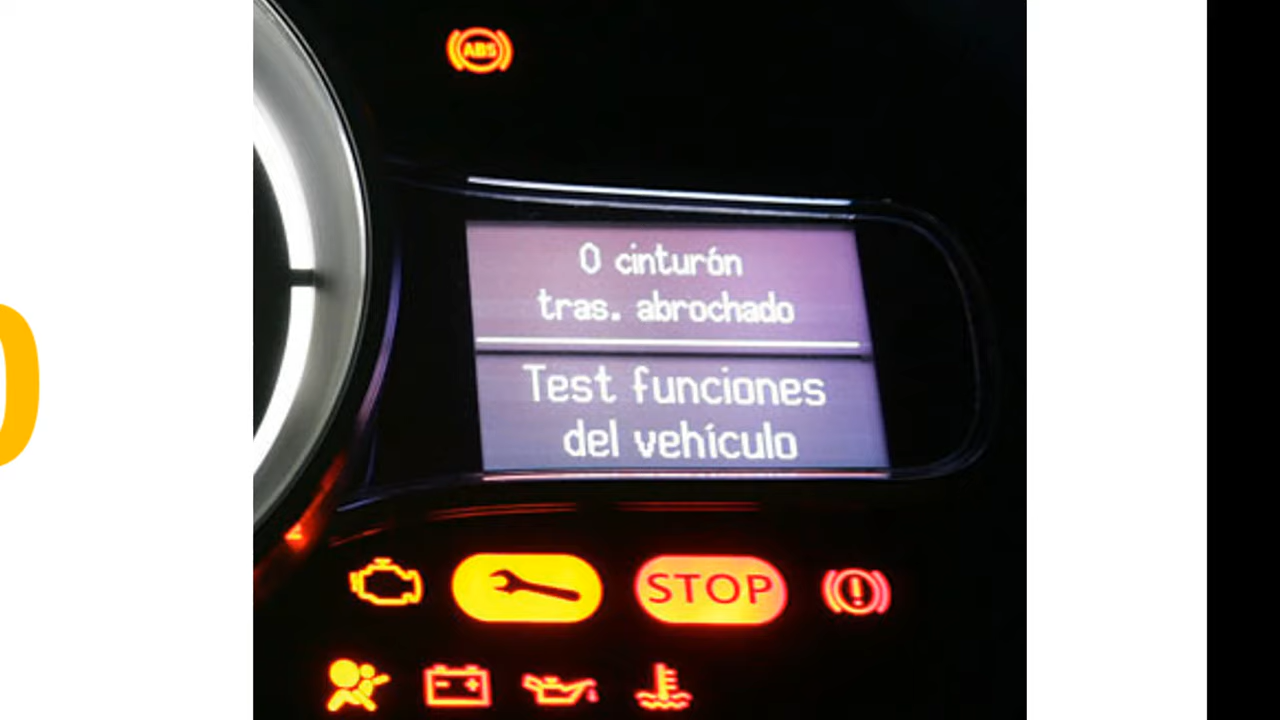 ABS
0 cinturón
tras. abrochado
Test funciones
del vehículo
STOP